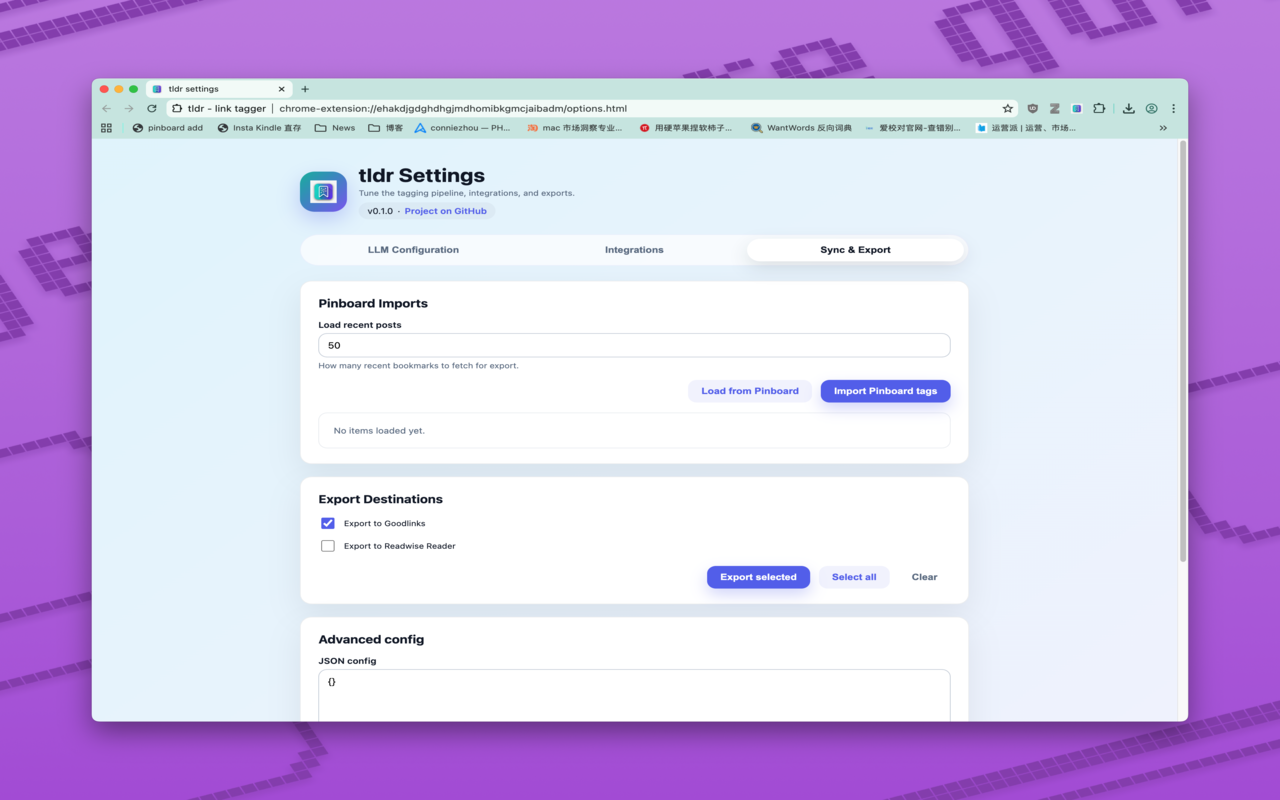 tldr settings
tldr - link tagger | chrome-extension://ehakdjgdghdhgjmdhomibkgmcjaibadm/options.html
pinboard add Insta Kindle 直存 News 博客 conniezhou — PH... mac 市场洞察专业... 用硬苹果捏软柿子... WantWords 反向词典 爱校对官网-查错别... 运营派 | 运营、市场...
tldr Settings
Tune the tagging pipeline, integrations, and exports.
v0.1.0 · Project on GitHub
LLM Configuration Integrations Sync & Export
Pinboard Imports
Load recent posts
50
How many recent bookmarks to fetch for export.
Load from Pinboard Import Pinboard tags
No items loaded yet.
Export Destinations
Export to Goodlinks
Export to Readwise Reader
Export selected Select all Clear
Advanced config
JSON config
{}